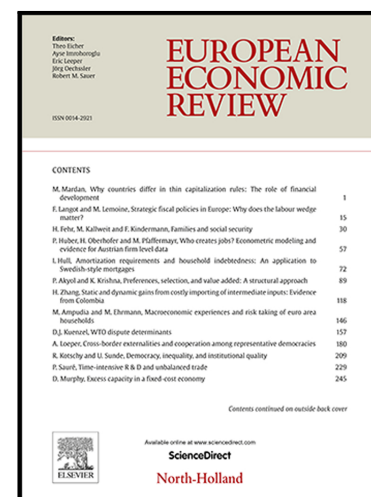 Editors:
Theo Eicher
Ayse Imrohoroglu
Eric Leeper
Jörg Oechssler
Robert M. Sauer
ISSN 0014-2921
EUROPEAN
ECONOMIC
REVIEW
CONTENTS
M. Mardan, Why countries differ in thin capitalization rules: The role of financial
development 1
F. Langot and M. Lemoine, Strategic fiscal policies in Europe: Why does the labour wedge
matter? 15
H. Fehr, M. Kallweit and F. Kindermann, Families and social security 30
P. Huber, H. Oberhofer and M. Pfaffermayr, Who creates jobs? Econometric modeling and
evidence for Austrian firm level data 57
I. Hull, Amortization requirements and household indebtedness: An application to
Swedish-style mortgages 72
P. Akyol and K. Krishna, Preferences, selection, and value added: A structural approach 89
H. Zhang, Static and dynamic gains from costly importing of intermediate inputs: Evidence
from Colombia 118
M. Ampudia and M. Ehrmann, Macroeconomic experiences and risk taking of euro area
households 146
D.J. Kuenzel, WTO dispute determinants 157
A. Loeper, Cross-border externalities and cooperation among representative democracies 180
R. Kotschy and U. Sunde, Democracy, inequality, and institutional quality 209
P. Sauré, Time-intensive R & D and unbalanced trade 229
D. Murphy, Excess capacity in a fixed-cost economy 245
Contents continued on outside back cover
Available online at www.sciencedirect.com
ScienceDirect
ELSEVIER
North-Holland